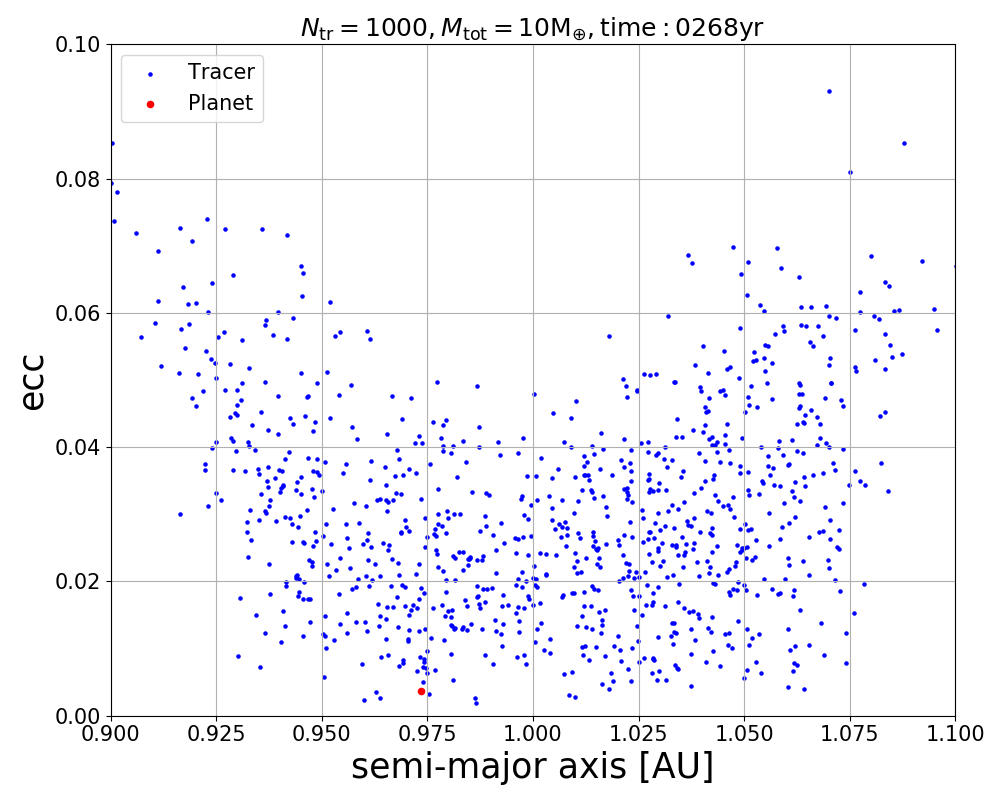 N_tr = 1000, M_tot = 10M_⊕, time : 0268yr
Tracer
Planet
ecc
0.10
0.08
0.06
0.04
0.02
0.00
0.900 0.925 0.950 0.975 1.000 1.025 1.050 1.075 1.100
semi-major axis [AU]